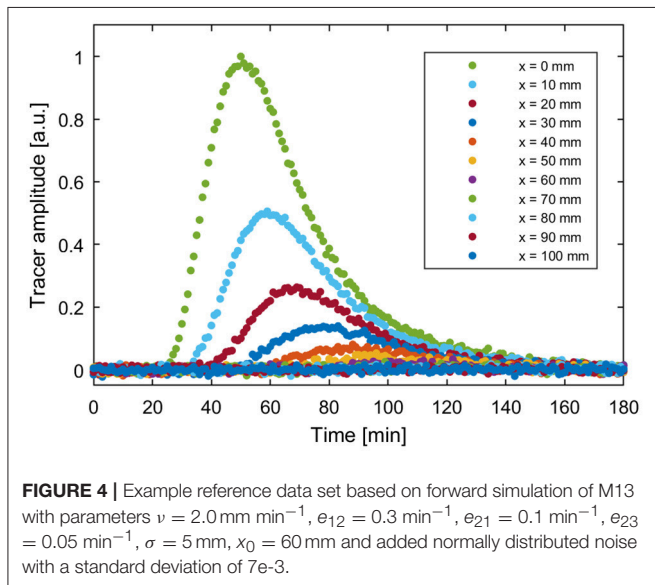 1
0.8
0.6
0.4
0.2
0
Tracer amplitude [a.u.]
x = 0 mm
x = 10 mm
x = 20 mm
x = 30 mm
x = 40 mm
x = 50 mm
x = 60 mm
x = 70 mm
x = 80 mm
x = 90 mm
x = 100 mm
0 20 40 60 80 100 120 140 160 180
Time [min]
FIGURE 4 | Example reference data set based on forward simulation of M13
with parameters ν = 2.0 mm min⁻¹, e₁₂ = 0.3 min⁻¹, e₂₁ = 0.1 min⁻¹, e₂₃
= 0.05 min⁻¹, σ = 5 mm, x₀ = 60 mm and added normally distributed noise
with a standard deviation of 7e-3.